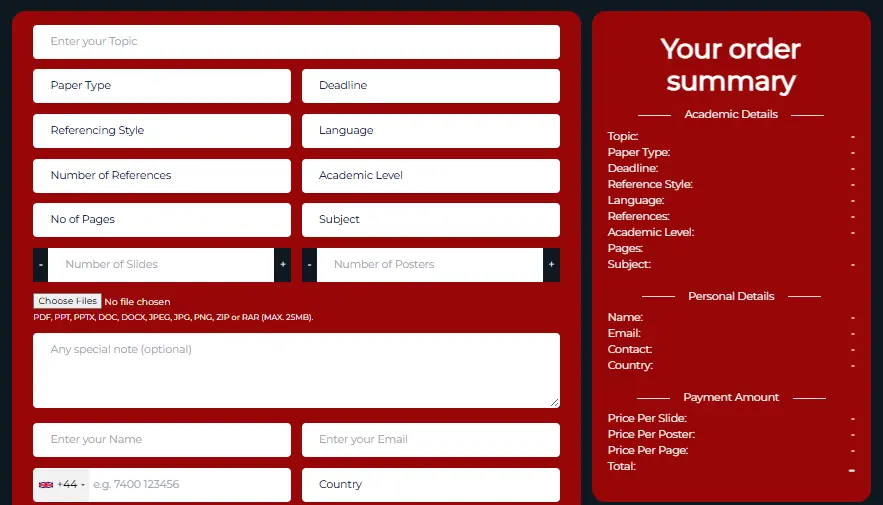 Enter your Topic
Paper Type
Deadline
Referencing Style
Language
Number of References
Academic Level
No of Pages
Subject
- Number of Slides +
- Number of Posters +
Choose Files No file chosen
PDF, PPT, PPTX, DOC, DOCX, JPEG, JPG, PNG, ZIP or RAR (MAX. 25MB).
Any special note (optional)
Enter your Name
Enter your Email
+44 e.g. 7400 123456
Country
Your order
summary
Academic Details
Topic: -
Paper Type: -
Deadline: -
Reference Style: -
Language: -
References: -
Academic Level: -
Pages:
Subject: -
Personal Details
Name: -
Email: -
Contact: -
Country: -
Payment Amount
Price Per Slide: -
Price Per Poster: -
Price Per Page: -
Total: -